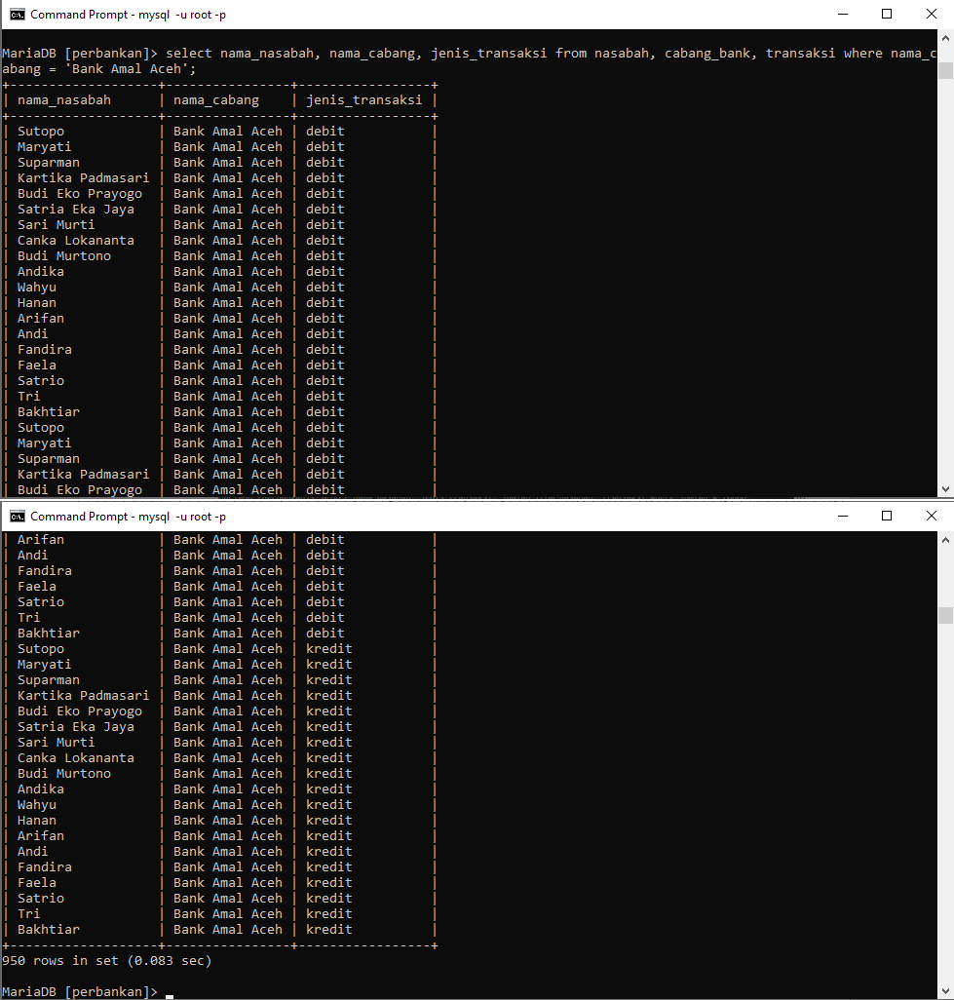 Command Prompt - mysql -u root -p
MariaDB [perbankan]> select nama_nasabah, nama_cabang, jenis_transaksi from nasabah, cabang_bank, transaksi where nama_c
abang = 'Bank Amal Aceh';
+-------------------+----------------+-----------------+
| nama_nasabah | nama_cabang | jenis_transaksi |
+-------------------+----------------+-----------------+
| Sutopo | Bank Amal Aceh | debit |
| Maryati | Bank Amal Aceh | debit |
| Suparman | Bank Amal Aceh | debit |
| Kartika Padmasari | Bank Amal Aceh | debit |
| Budi Eko Prayogo | Bank Amal Aceh | debit |
| Satria Eka Jaya | Bank Amal Aceh | debit |
| Sari Murti | Bank Amal Aceh | debit |
| Canka Lokananta | Bank Amal Aceh | debit |
| Budi Murtono | Bank Amal Aceh | debit |
| Andika | Bank Amal Aceh | debit |
| Wahyu | Bank Amal Aceh | debit |
| Hanan | Bank Amal Aceh | debit |
| Arifan | Bank Amal Aceh | debit |
| Andi | Bank Amal Aceh | debit |
| Fandira | Bank Amal Aceh | debit |
| Faela | Bank Amal Aceh | debit |
| Satrio | Bank Amal Aceh | debit |
| Tri | Bank Amal Aceh | debit |
| Bakhtiar | Bank Amal Aceh | debit |
| Sutopo | Bank Amal Aceh | debit |
| Maryati | Bank Amal Aceh | debit |
| Suparman | Bank Amal Aceh | debit |
| Kartika Padmasari | Bank Amal Aceh | debit |
| Budi Eko Prayogo | Bank Amal Aceh | debit |
Command Prompt - mysql -u root -p
| Arifan | Bank Amal Aceh | debit |
| Andi | Bank Amal Aceh | debit |
| Fandira | Bank Amal Aceh | debit |
| Faela | Bank Amal Aceh | debit |
| Satrio | Bank Amal Aceh | debit |
| Tri | Bank Amal Aceh | debit |
| Bakhtiar | Bank Amal Aceh | debit |
| Sutopo | Bank Amal Aceh | kredit |
| Maryati | Bank Amal Aceh | kredit |
| Suparman | Bank Amal Aceh | kredit |
| Kartika Padmasari | Bank Amal Aceh | kredit |
| Budi Eko Prayogo | Bank Amal Aceh | kredit |
| Satria Eka Jaya | Bank Amal Aceh | kredit |
| Sari Murti | Bank Amal Aceh | kredit |
| Canka Lokananta | Bank Amal Aceh | kredit |
| Budi Murtono | Bank Amal Aceh | kredit |
| Andika | Bank Amal Aceh | kredit |
| Wahyu | Bank Amal Aceh | kredit |
| Hanan | Bank Amal Aceh | kredit |
| Arifan | Bank Amal Aceh | kredit |
| Andi | Bank Amal Aceh | kredit |
| Fandira | Bank Amal Aceh | kredit |
| Faela | Bank Amal Aceh | kredit |
| Satrio | Bank Amal Aceh | kredit |
| Tri | Bank Amal Aceh | kredit |
| Bakhtiar | Bank Amal Aceh | kredit |
+-------------------+----------------+-----------------+
950 rows in set (0.083 sec)
MariaDB [perbankan]> _